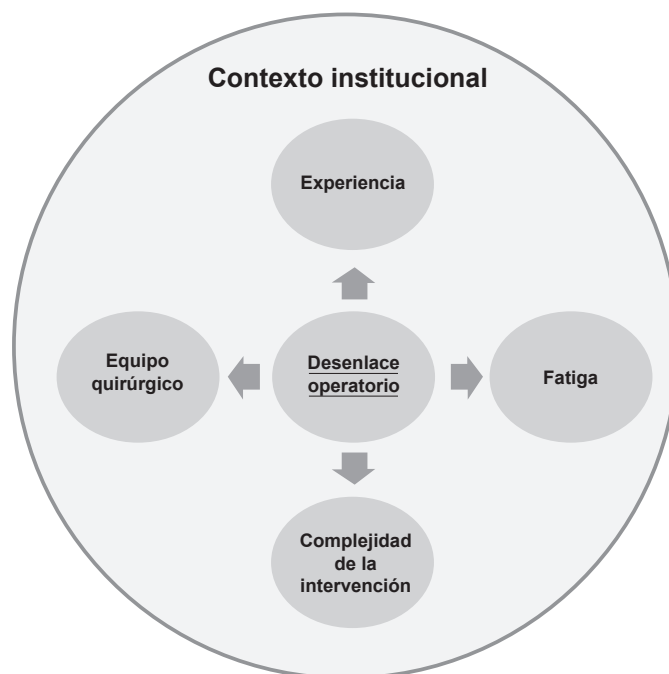 Contexto institucional
Experiencia
Equipo
quirúrgico
Desenlace
operatorio
Fatiga
Complejidad
de la
intervención